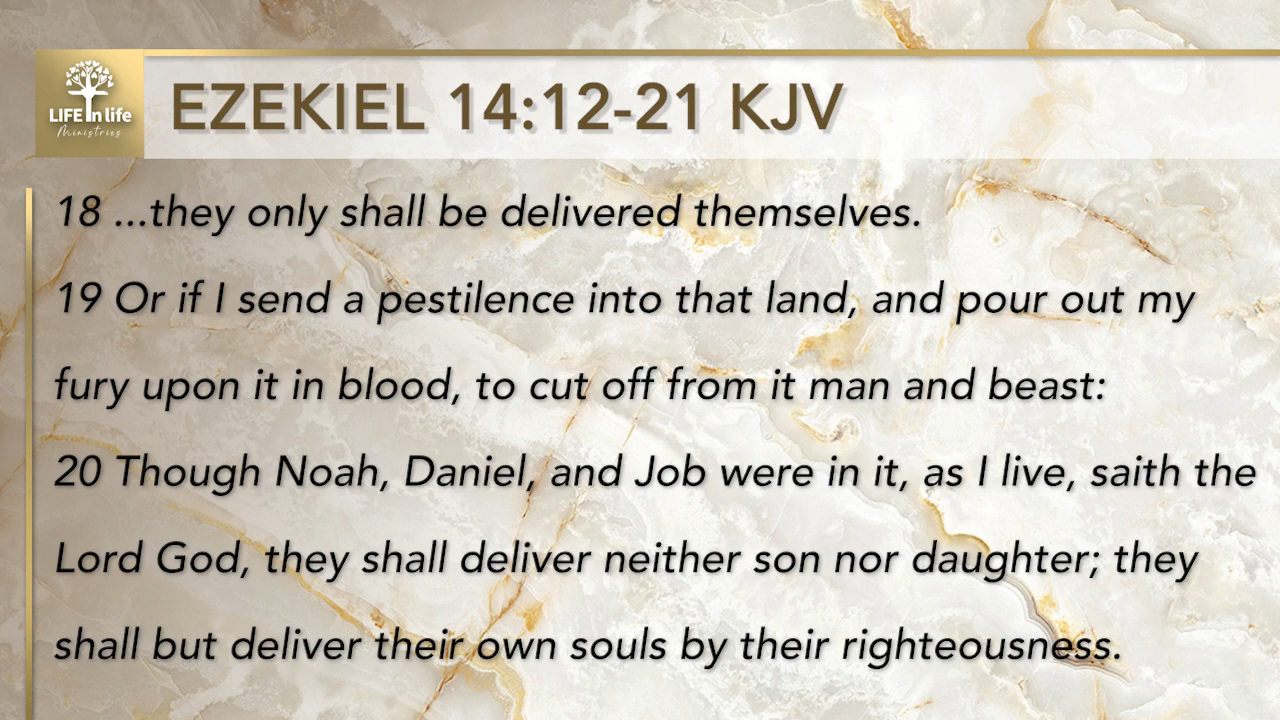 LIFE in life
Ministries
EZEKIEL 14:12-21 KJV
18 ...they only shall be delivered themselves.
19 Or if I send a pestilence into that land, and pour out my
fury upon it in blood, to cut off from it man and beast:
20 Though Noah, Daniel, and Job were in it, as I live, saith the
Lord God, they shall deliver neither son nor daughter; they
shall but deliver their own souls by their righteousness.